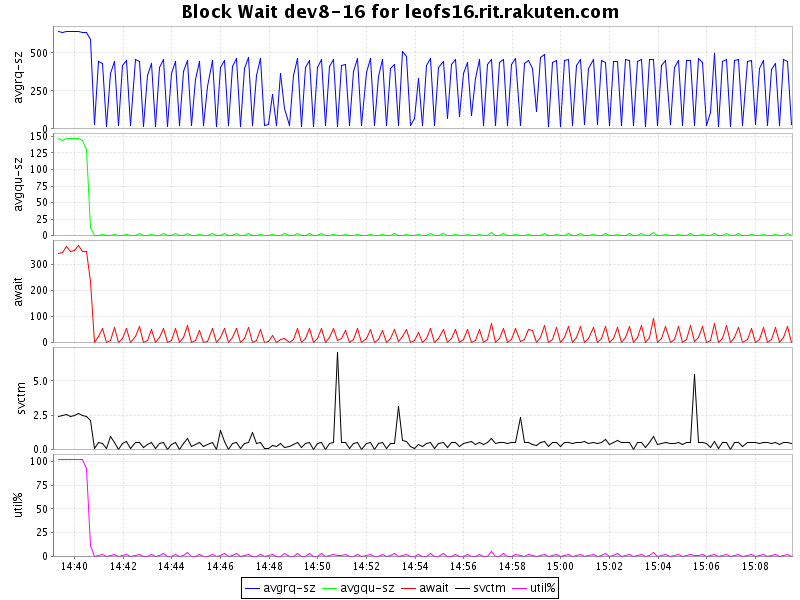 Block Wait dev8-16 for leofs16.rit.rakuten.com
avgrq-sz
500
250
0
avgqu-sz
150
125
100
75
50
25
0
await
300
200
100
0
svctm
5.0
2.5
0.0
util%
100
75
50
25
0
14:40 14:42 14:44 14:46 14:48 14:50 14:52 14:54 14:56 14:58 15:00 15:02 15:04 15:06 15:08
avgrq-sz avgqu-sz await svctm util%